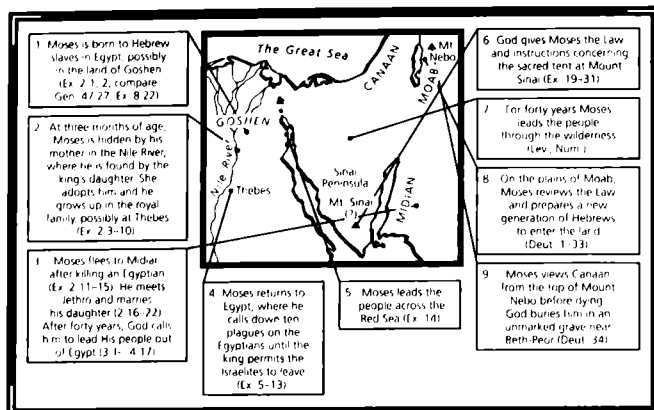 1 Moses is born to Hebrew
slaves in Egypt, possibly
in the land of Goshen
(Ex 2 1, 2, compare
Gen 47 27, Ex 8 22)
2 At three months of age,
Moses is hidden by his
mother in the Nile River,
where he is found by the
king's daughter. She
adopts him and he
grows up in the royal
family, possibly at Thebes
(Ex 2 3–10)
3 Moses flees to Midian
after killing an Egyptian
(Ex 2 11–15). He meets
Jethro and marries
his daughter (2 16–22)
After forty years, God calls
him to lead His people out
of Egypt (3 1–4 17)
4 Moses returns to
Egypt, where he
calls down ten
plagues on the
Egyptians until the
king permits the
Israelites to leave
(Ex 5–13)
5 Moses leads the
people across the
Red Sea (Ex 14)
6 God gives Moses the Law
and instructions concerning
the sacred tent at Mount
Sinai (Ex 19–31)
7 For forty years Moses
leads the people
through the wilderness
(Lev, Num)
8 On the plains of Moab,
Moses reviews the Law
and prepares a new
generation of Hebrews
to enter the land
(Deut 1–33)
9 Moses views Canaan
from the top of Mount
Nebo before dying
God buries him in an
unmarked grave near
Beth-Peor (Deut 34)
The Great Sea
CANAAN
Mt
Nebo
MOAB
GOSHEN
Nile River
Thebes
Sinai
Peninsula
Mt. Sinai
(?)
MIDIAN